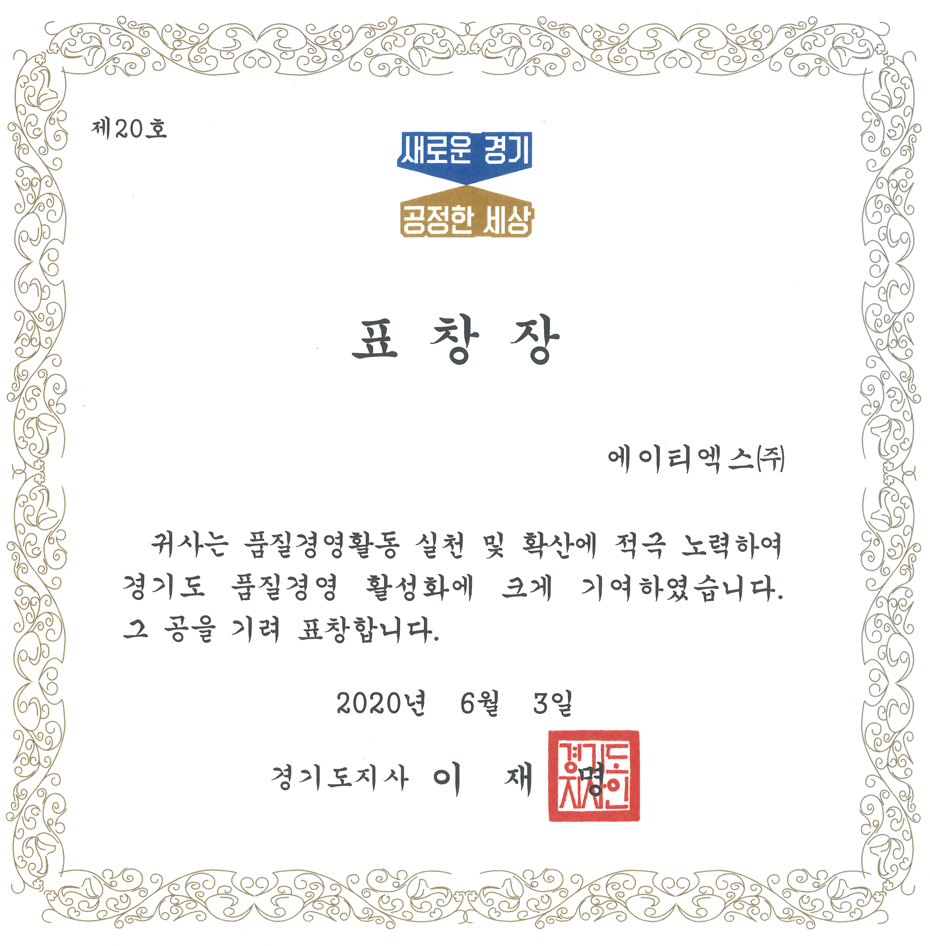 제20호
새로운 경기
공정한 세상
표 창 장
에이티엑스㈜
귀사는 품질경영활동 실천 및 확산에 적극 노력하여
경기도 품질경영 활성화에 크게 기여하였습니다.
그 공을 기려 표창합니다.
2020년 6월 3일
경기도지사 이 재 명
경기도
지사인